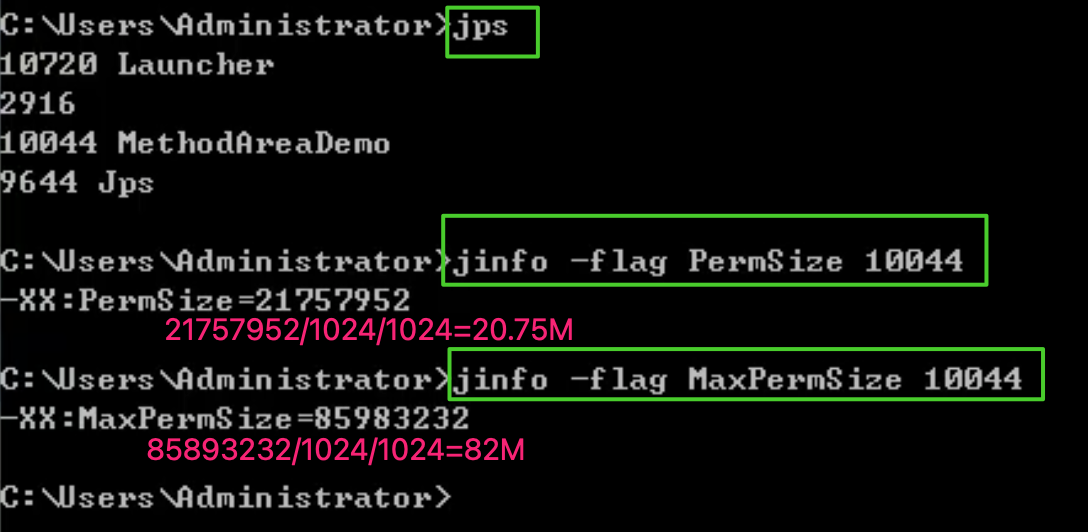 C:\Users\Administrator>jps
10720 Launcher
2916
10044 MethodAreaDemo
9644 Jps
C:\Users\Administrator>jinfo -flag PermSize 10044
-XX:PermSize=21757952
21757952/1024/1024=20.75M
C:\Users\Administrator>jinfo -flag MaxPermSize 10044
-XX:MaxPermSize=85983232
85893232/1024/1024=82M
C:\Users\Administrator>